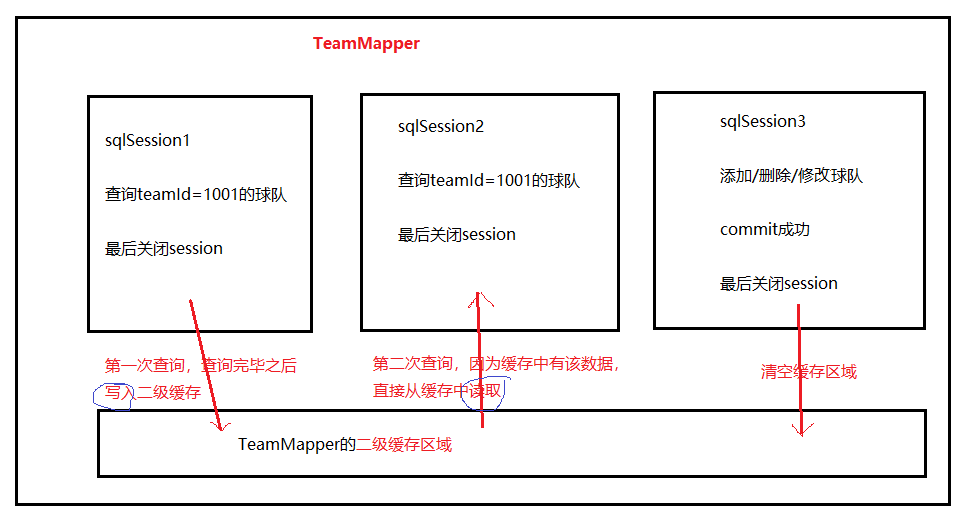 TeamMapper
sqlSession1
查询teamId=1001的球队
最后关闭session
sqlSession2
查询teamId=1001的球队
最后关闭session
sqlSession3
添加/删除/修改球队
commit成功
最后关闭session
第一次查询，查询完毕之后
写入二级缓存
第二次查询，因为缓存中有该数据，
直接从缓存中读取
清空缓存区域
TeamMapper的二级缓存区域